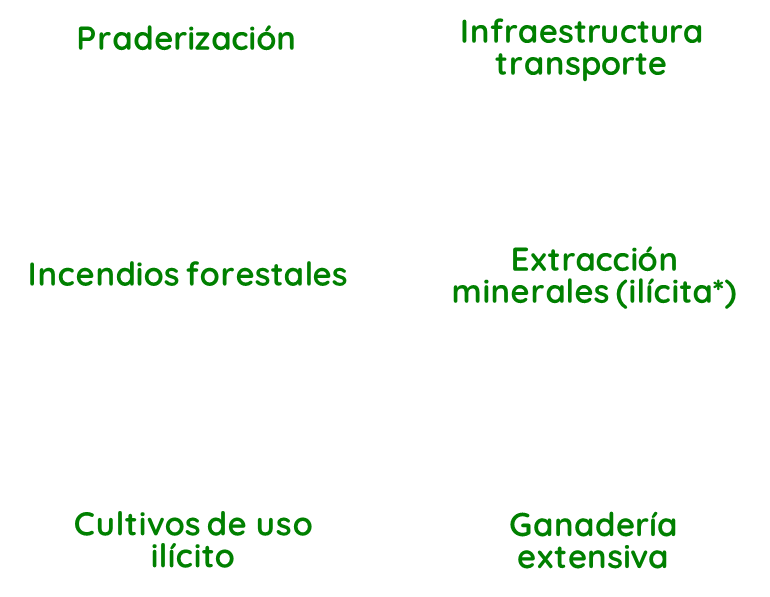 Praderización
Infraestructura
transporte
Incendios forestales
Extracción
minerales (ilícita*)
Cultivos de uso
ilícito
Ganadería
extensiva